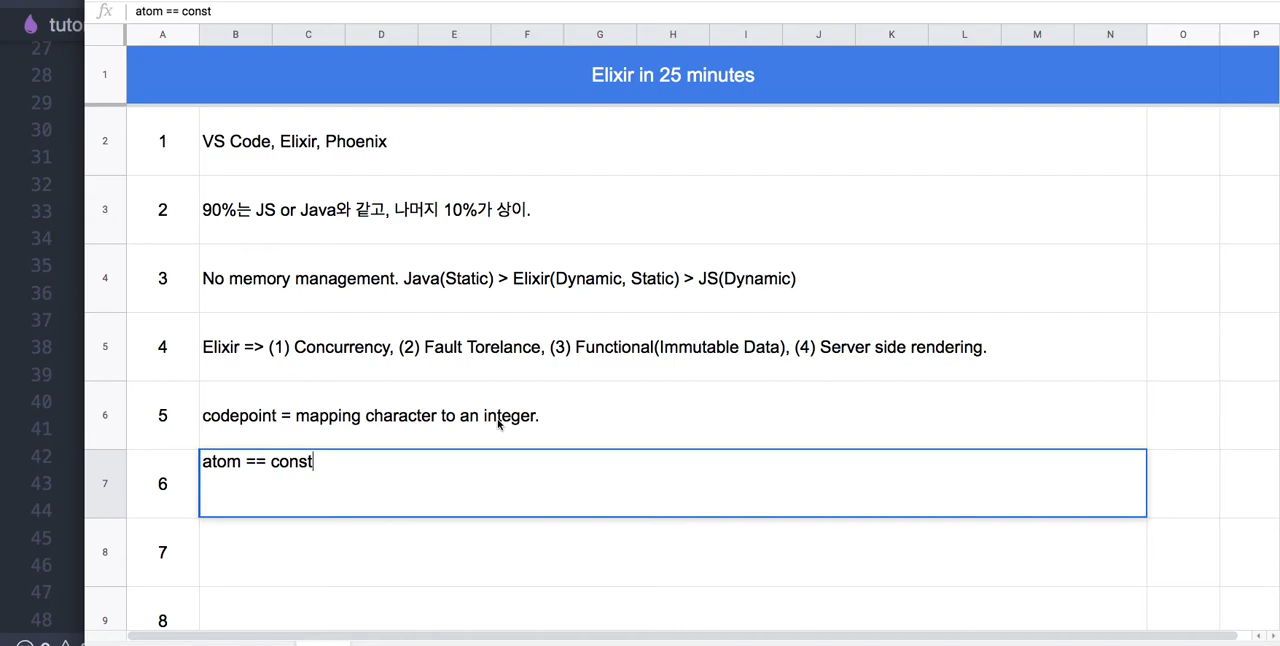 fx atom == const
tuto
A B C D E F G H I J K L M N O P
1 Elixir in 25 minutes
2 1 VS Code, Elixir, Phoenix
3 2 90%는 JS or Java와 같고, 나머지 10%가 상이.
4 3 No memory management. Java(Static) > Elixir(Dynamic, Static) > JS(Dynamic)
5 4 Elixir => (1) Concurrency, (2) Fault Torelance, (3) Functional(Immutable Data), (4) Server side rendering.
6 5 codepoint = mapping character to an integer.
7 6 atom == const
8 7
9 8
27
28
29
30
31
32
33
34
35
36
37
38
39
40
41
42
43
44
45
46
47
48